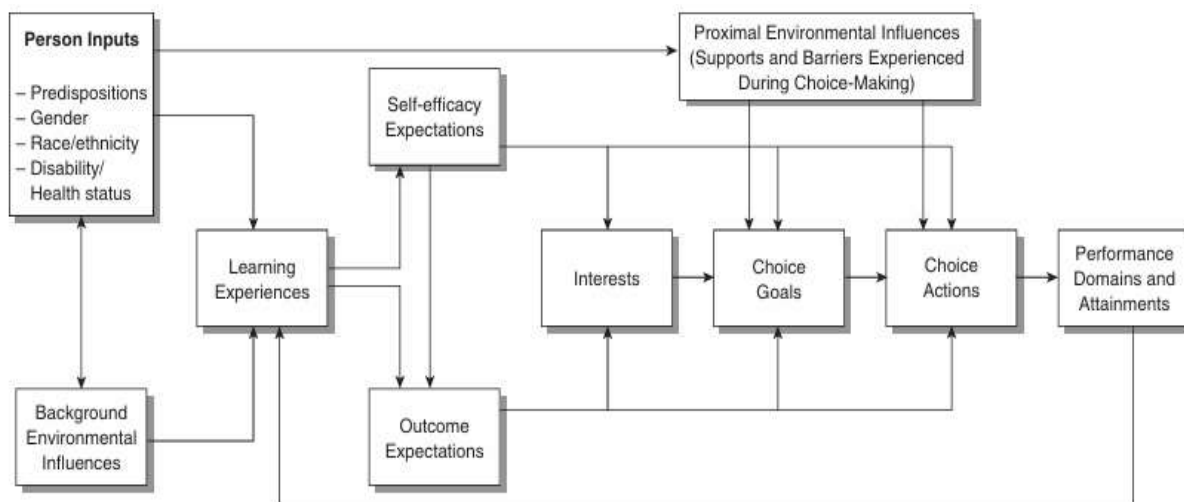 Person Inputs
– Predispositions
– Gender
– Race/ethnicity
– Disability/
Health status
Proximal Environmental Influences
(Supports and Barriers Experienced
During Choice-Making)
Self-efficacy
Expectations
Learning
Experiences
Interests
Choice
Goals
Choice
Actions
Performance
Domains and
Attainments
Background
Environmental
Influences
Outcome
Expectations